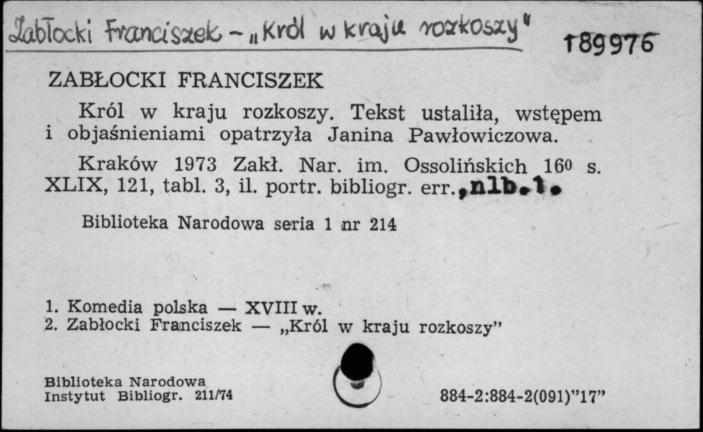 Zabłocki Franciszek – „Król w kraju rozkoszy"
189976
ZABŁOCKI FRANCISZEK
Król w kraju rozkoszy. Tekst ustaliła, wstępem
i objaśnieniami opatrzyła Janina Pawłowiczowa.
Kraków 1973 Zakł. Nar. im. Ossolińskich 16⁰ s.
XLIX, 121, tabl. 3, il. portr. bibliogr. err., nlb. 1.
Biblioteka Narodowa seria 1 nr 214
1. Komedia polska — XVIII w.
2. Zabłocki Franciszek — „Król w kraju rozkoszy”
Biblioteka Narodowa
Instytut Bibliogr. 211/74
884-2:884-2(091)”17”